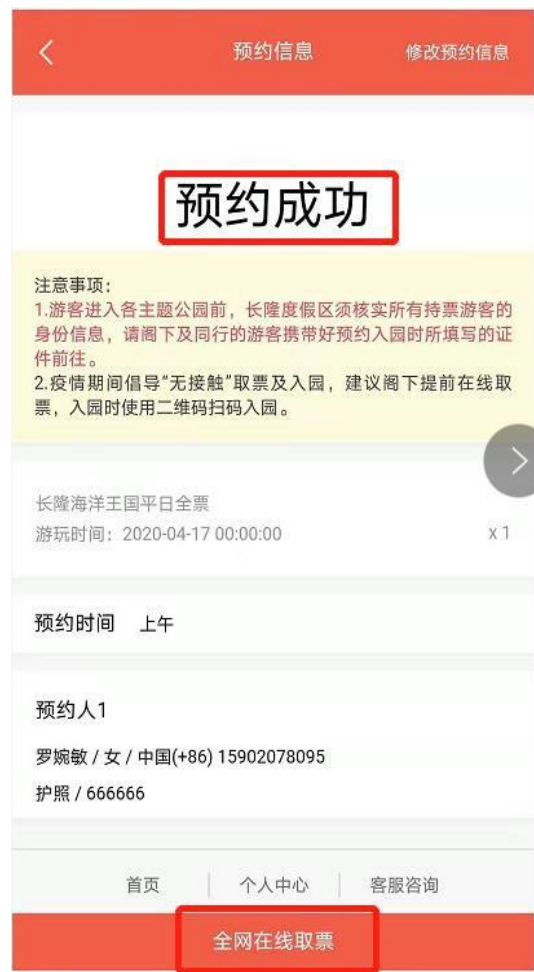 预约信息
修改预约信息
预约成功
注意事项：
1.游客进入各主题公园前，长隆度假区须核实所有持票游客的
身份信息，请阁下及同行的游客携带好预约入园时所填写的证
件前往。
2.疫情期间倡导“无接触”取票及入园，建议阁下提前在线取
票，入园时使用二维码扫码入园。
长隆海洋王国平日全票
游玩时间：2020-04-17 00:00:00 x 1
预约时间 上午
预约人1
罗婉敏 / 女 / 中国(+86) 15902078095
护照 / 666666
首页 个人中心 客服咨询
全网在线取票